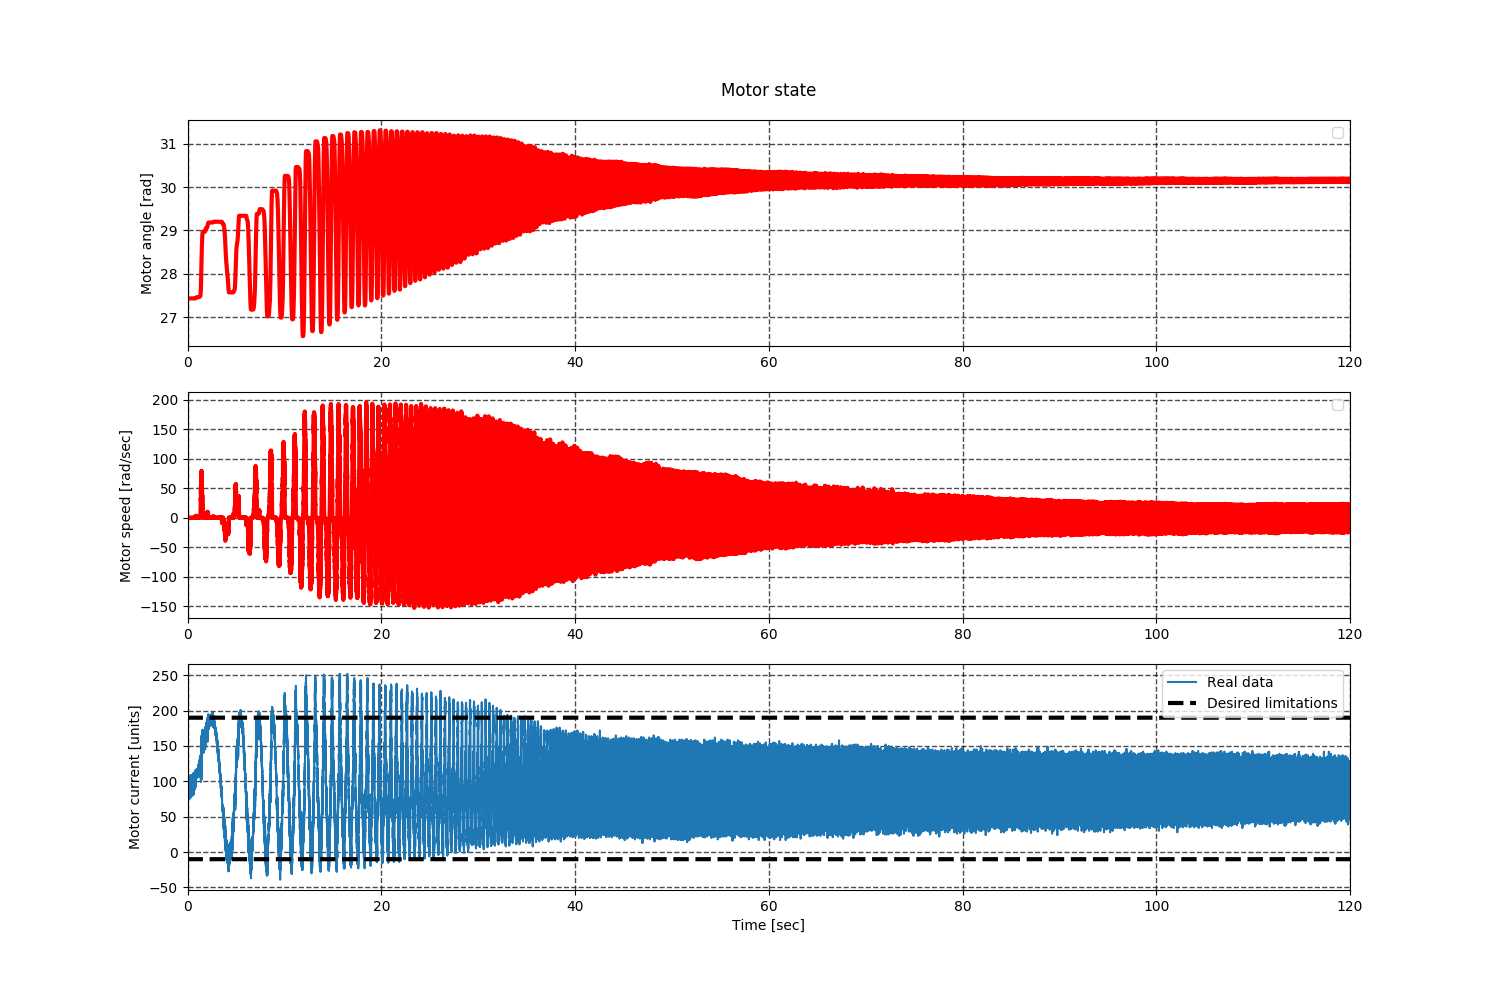 Motor state
Motor angle [rad]
31
30
29
28
27
0 20 40 60 80 100 120
Motor speed [rad/sec]
200
150
100
50
0
−50
−100
−150
0 20 40 60 80 100 120
Motor current [units]
250
200
150
100
50
0
−50
Real data
Desired limitations
0 20 40 60 80 100 120
Time [sec]